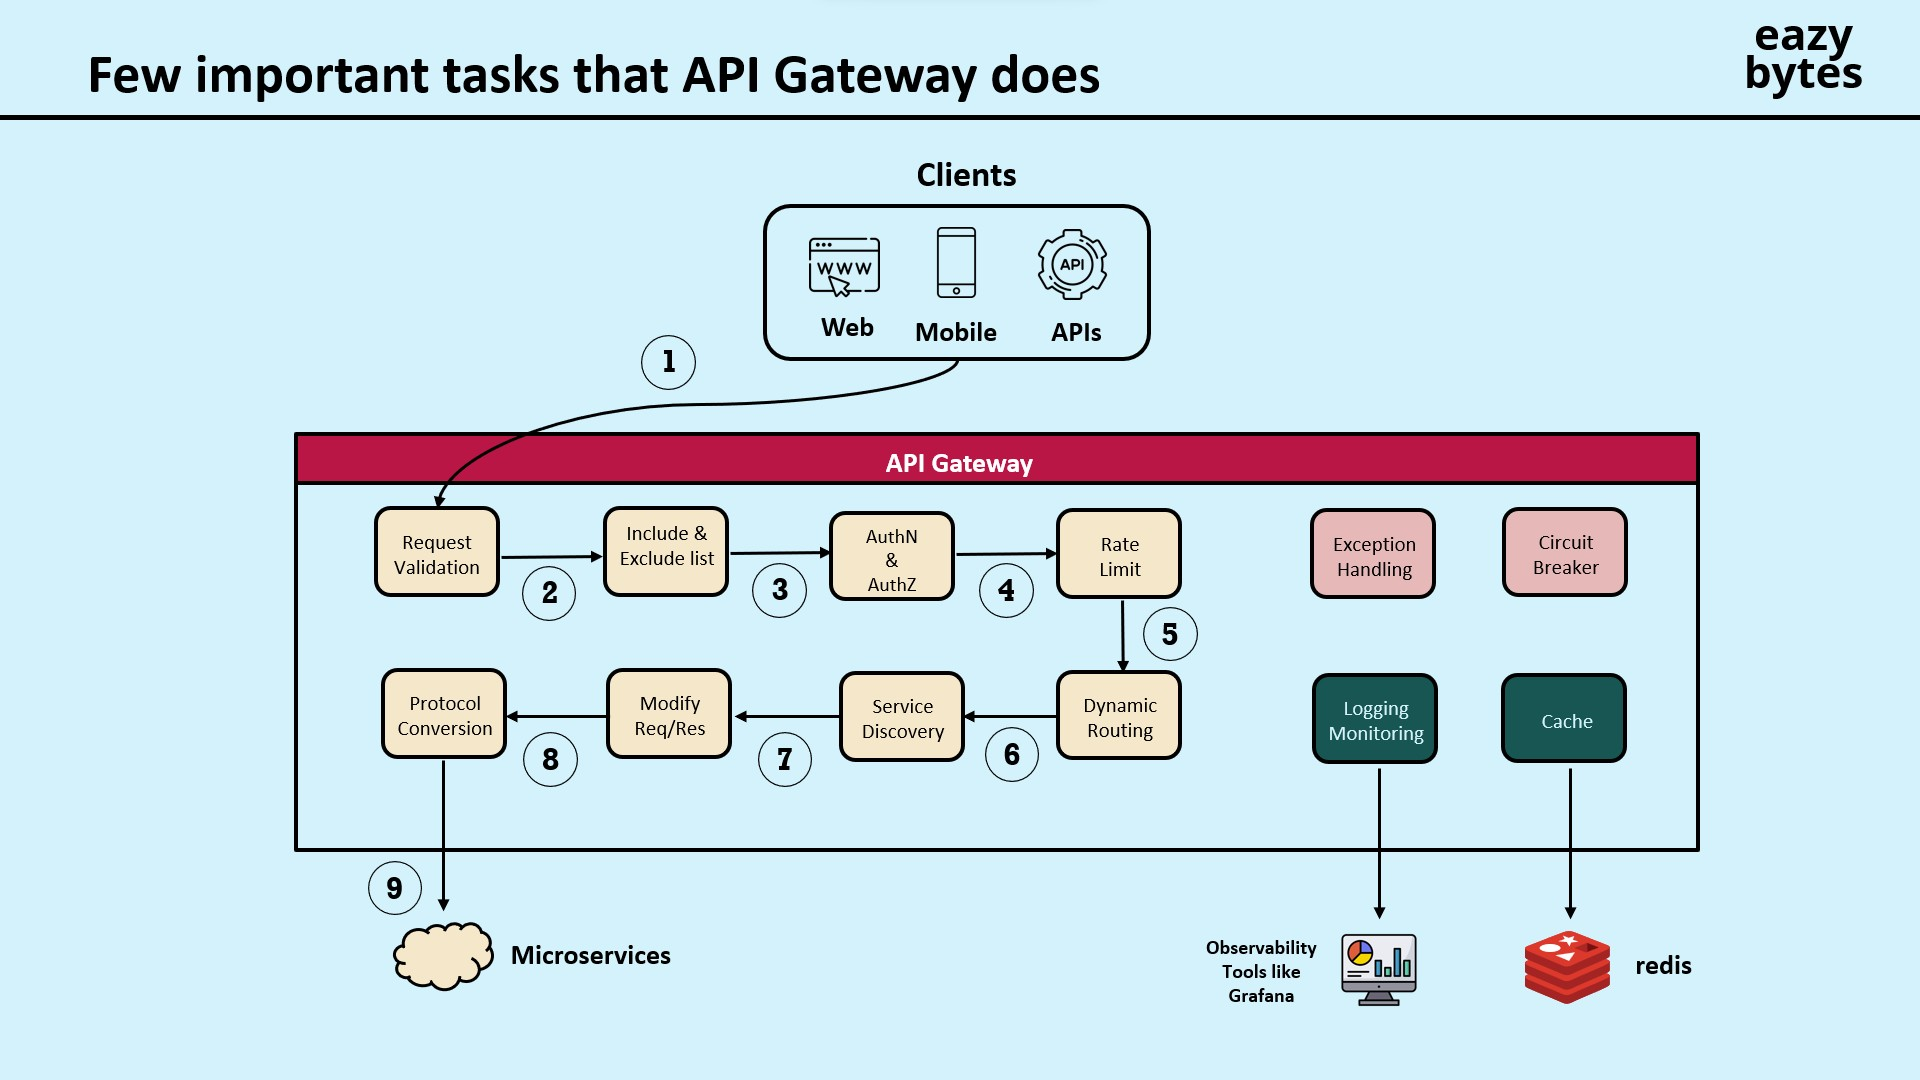 Few important tasks that API Gateway does
eazy
bytes
Clients
WWW
API
Web
Mobile
APIs
1
API Gateway
Request
Validation
2
Include &
Exclude list
3
AuthN
&
AuthZ
4
Rate
Limit
5
Exception
Handling
Circuit
Breaker
Dynamic
Routing
6
Service
Discovery
7
Modify
Req/Res
8
Protocol
Conversion
9
Logging
Monitoring
Cache
Microservices
Observability
Tools like
Grafana
redis